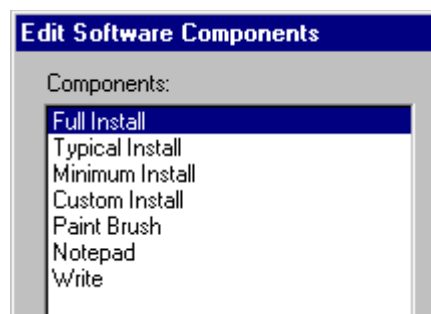 Edit Software Components
Components:
Full Install
Typical Install
Minimum Install
Custom Install
Paint Brush
Notepad
Write